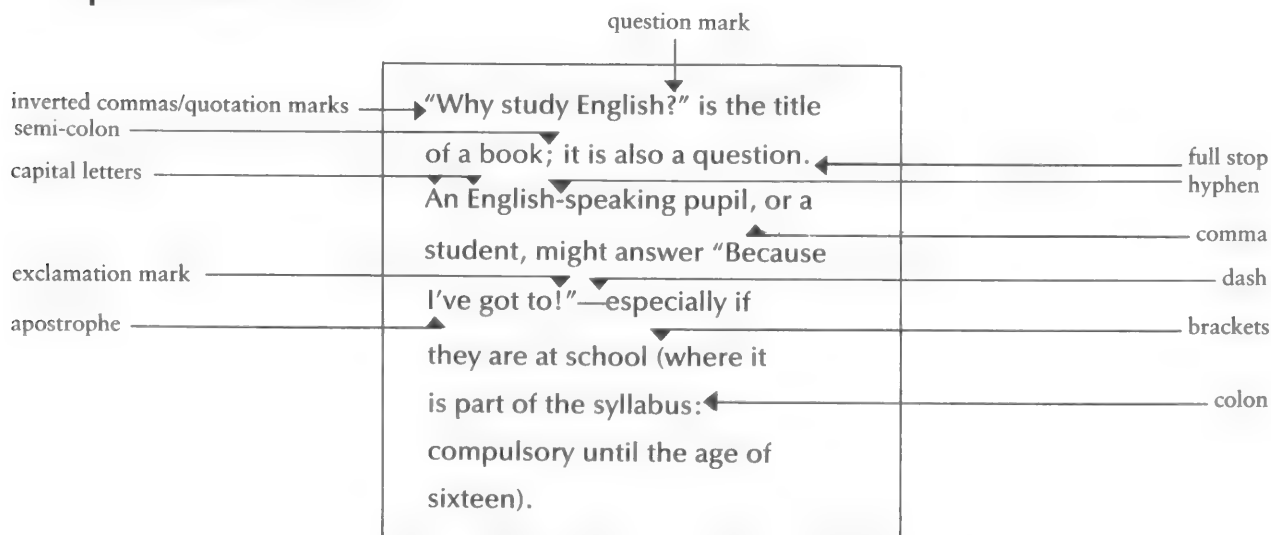 question mark
inverted commas/quotation marks
semi-colon
capital letters
exclamation mark
apostrophe
“Why study English?” is the title
of a book; it is also a question.
An English-speaking pupil, or a
student, might answer “Because
I’ve got to!”—especially if
they are at school (where it
is part of the syllabus:
compulsory until the age of
sixteen).
full stop
hyphen
comma
dash
brackets
colon